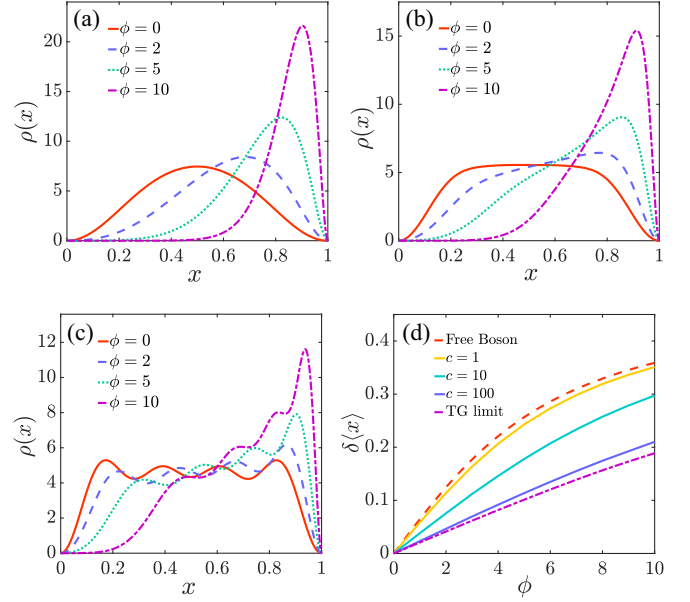 (a)
ϕ = 0
ϕ = 2
ϕ = 5
ϕ = 10
20
15
10
5
0
ρ(x)
0 0.2 0.4 0.6 0.8 1
x
(b)
ϕ = 0
ϕ = 2
ϕ = 5
ϕ = 10
15
10
5
0
ρ(x)
0 0.2 0.4 0.6 0.8 1
x
(c)
ϕ = 0
ϕ = 2
ϕ = 5
ϕ = 10
12
10
8
6
4
2
0
ρ(x)
0 0.2 0.4 0.6 0.8 1
x
(d)
Free Boson
c = 1
c = 10
c = 100
TG limit
0.4
0.3
0.2
0.1
0
δ⟨x⟩
0 2 4 6 8 10
ϕ